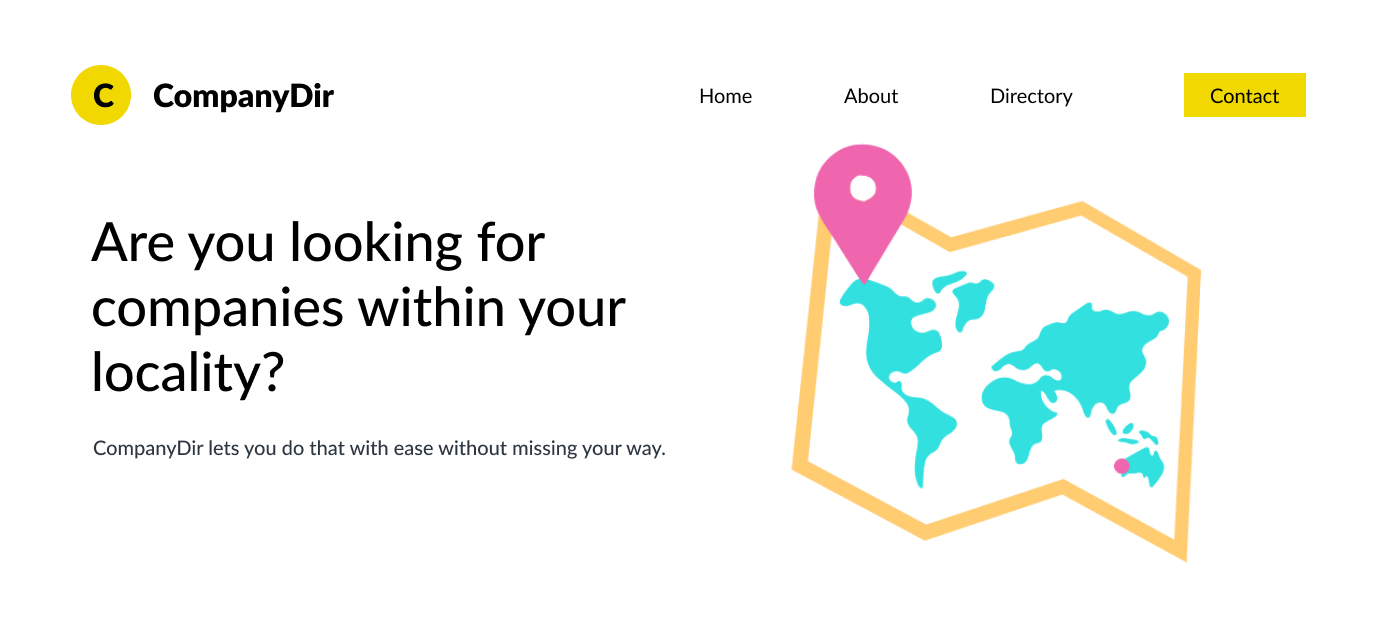 C CompanyDir Home About Directory Contact
Are you looking for
companies within your
locality?
CompanyDir lets you do that with ease without missing your way.